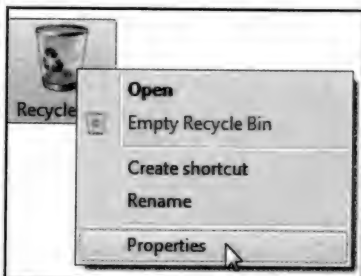 Recycle
Open
Empty Recycle Bin
Create shortcut
Rename
Properties